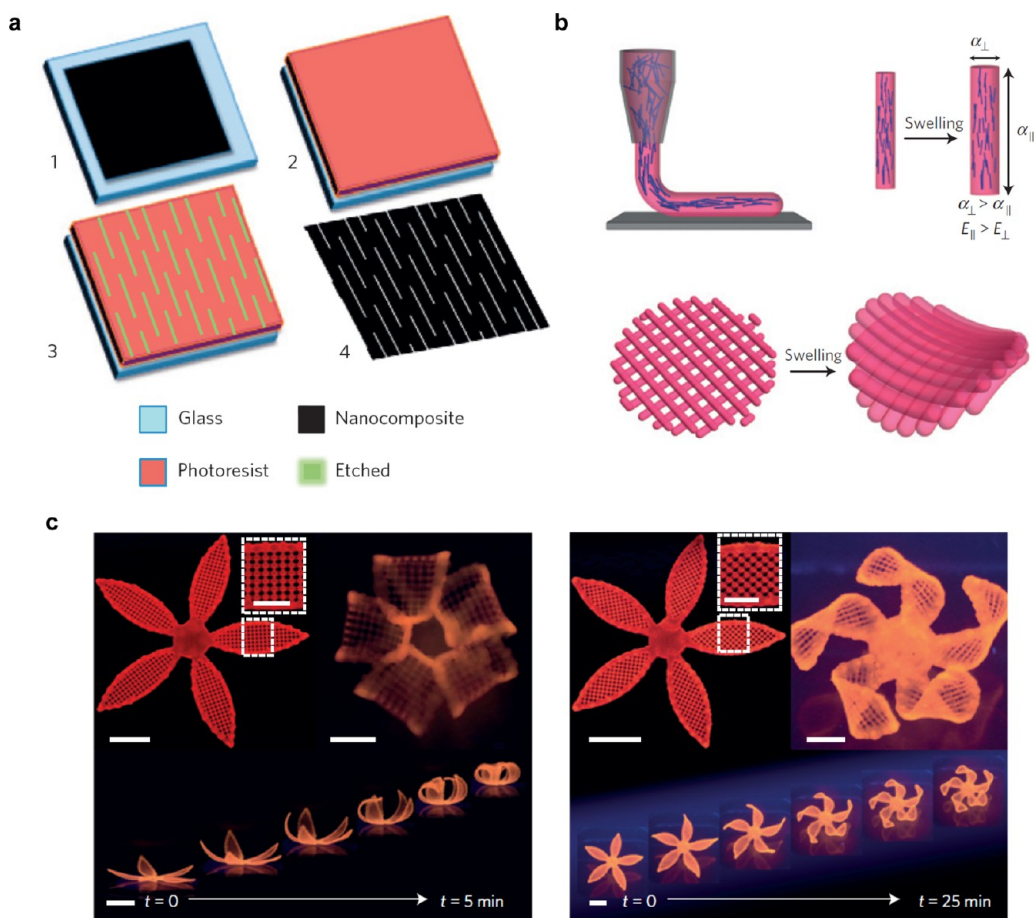 a
1
2
3
4
Glass
Nanocomposite
Photoresist
Etched
b
α⊥
Swelling
α∥
α⊥ > α∥
E∥ > E⊥
Swelling
c
t = 0
t = 5 min
t = 0
t = 25 min